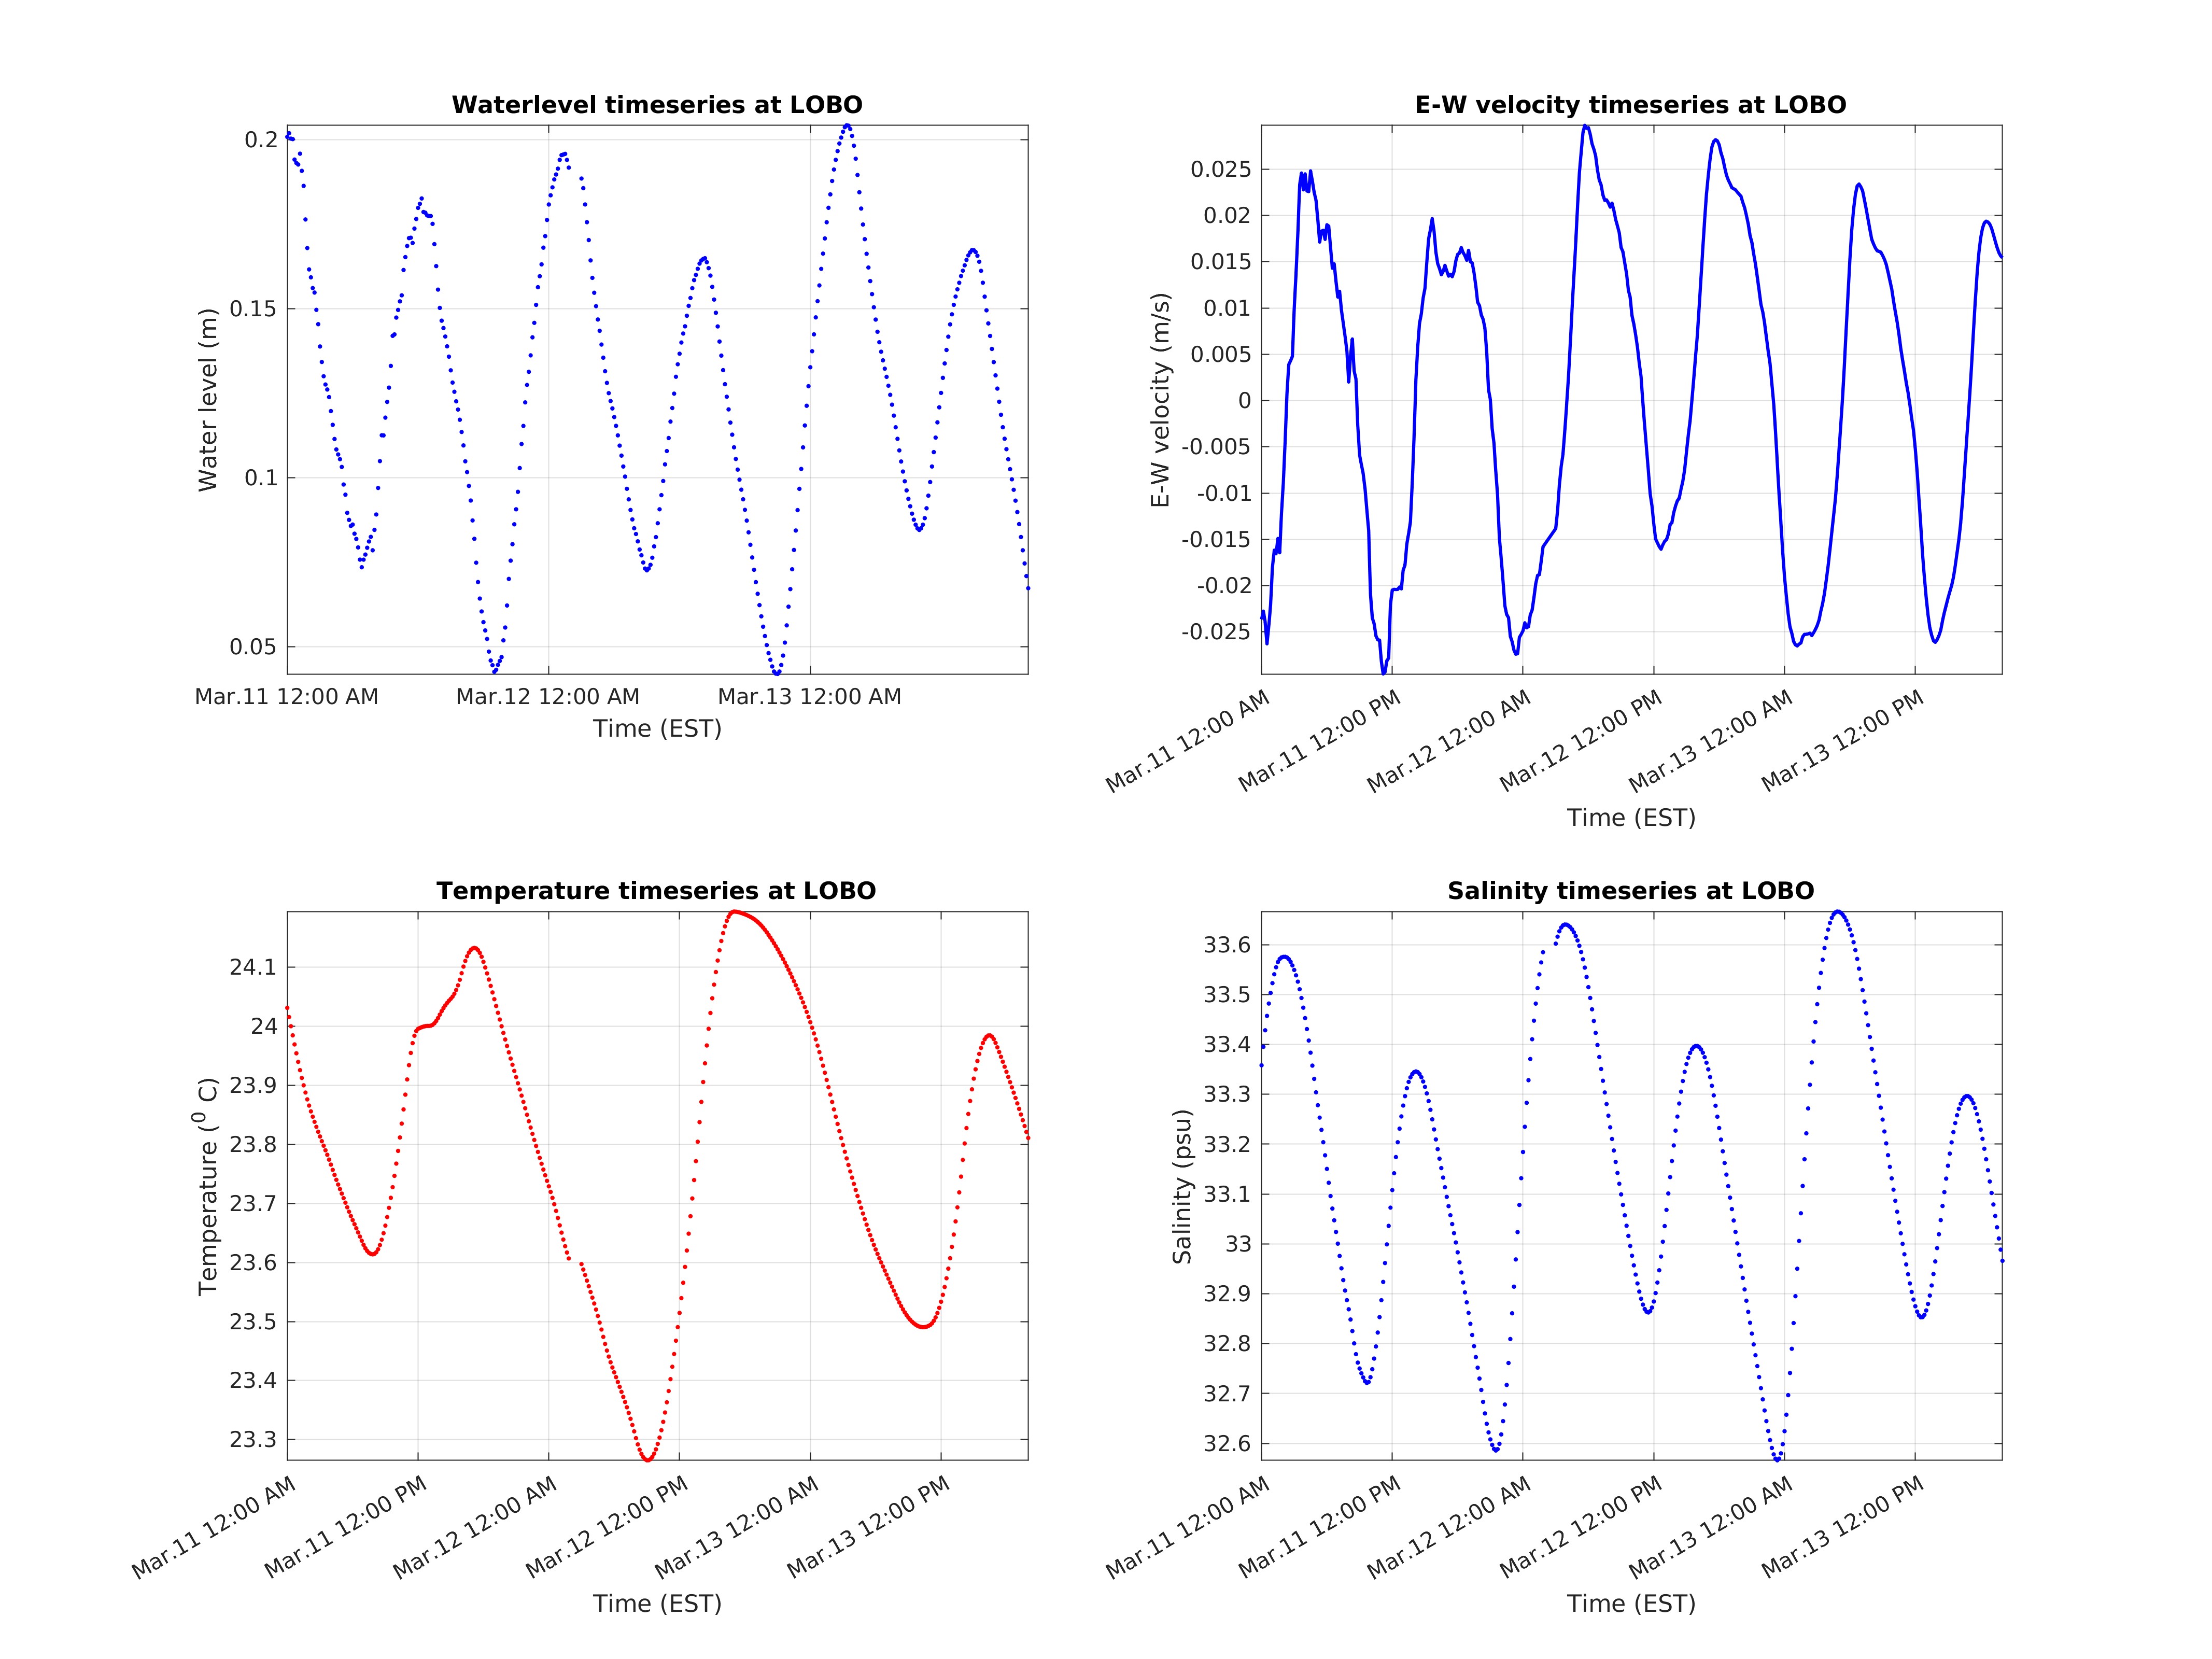 Waterlevel timeseries at LOBO
0.2
0.15
0.1
0.05
Water level (m)
Mar.11 12:00 AM Mar.12 12:00 AM Mar.13 12:00 AM
Time (EST)
E-W velocity timeseries at LOBO
0.025
0.02
0.015
0.01
0.005
0
-0.005
-0.01
-0.015
-0.02
-0.025
E-W velocity (m/s)
Mar.11 12:00 AM
Mar.11 12:00 PM
Mar.12 12:00 AM
Mar.12 12:00 PM
Mar.13 12:00 AM
Mar.13 12:00 PM
Time (EST)
Temperature timeseries at LOBO
24.1
24
23.9
23.8
23.7
23.6
23.5
23.4
23.3
Temperature (⁰ C)
Mar.11 12:00 AM
Mar.11 12:00 PM
Mar.12 12:00 AM
Mar.12 12:00 PM
Mar.13 12:00 AM
Mar.13 12:00 PM
Time (EST)
Salinity timeseries at LOBO
33.6
33.5
33.4
33.3
33.2
33.1
33
32.9
32.8
32.7
32.6
Salinity (psu)
Mar.11 12:00 AM
Mar.11 12:00 PM
Mar.12 12:00 AM
Mar.12 12:00 PM
Mar.13 12:00 AM
Mar.13 12:00 PM
Time (EST)